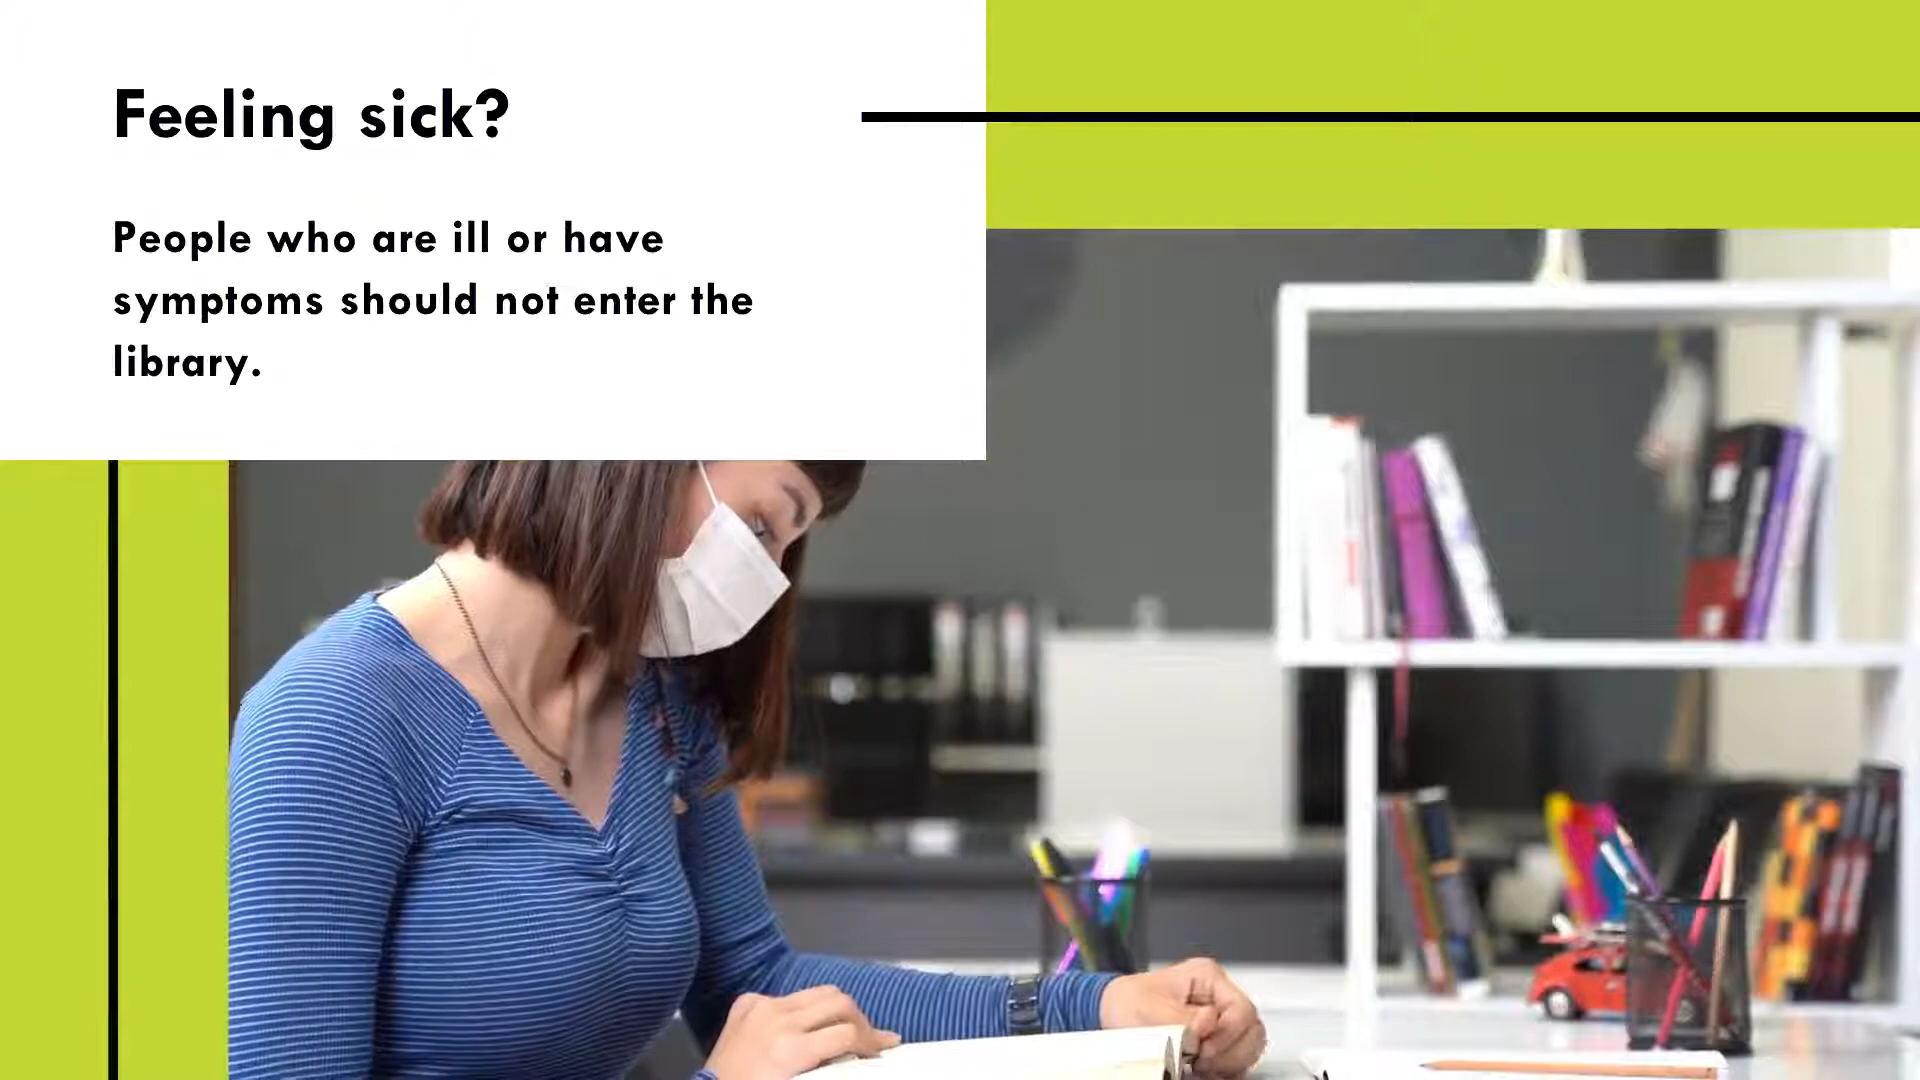 Feeling sick?
People who are ill or have
symptoms should not enter the
library.